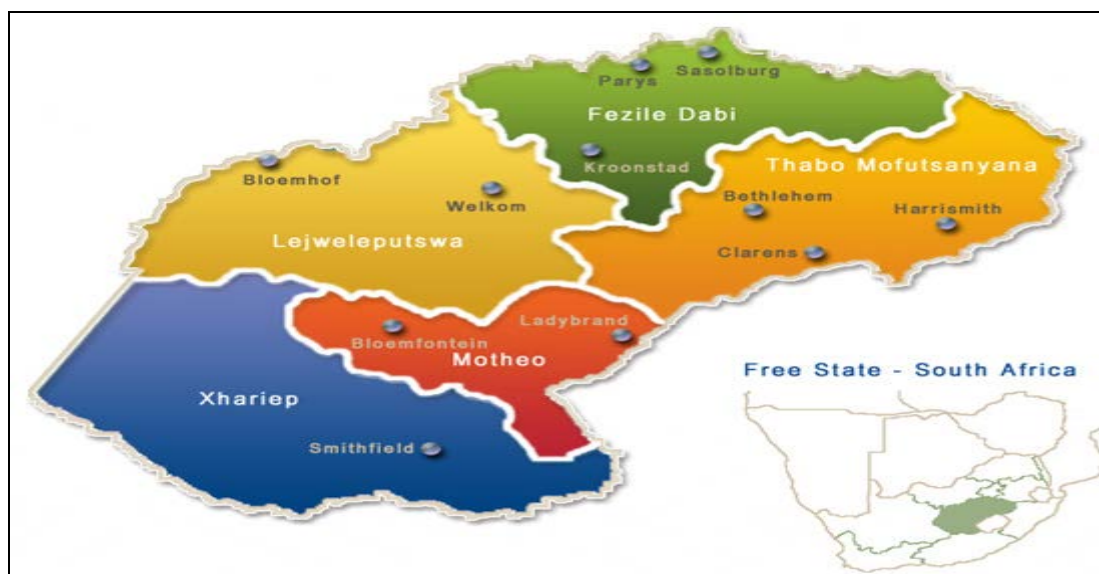 Sasolburg
Parys
Fezile Dabi
Kroonstad
Thabo Mofutsanyana
Bloemhof
Bethlehem
Welkom
Harrismith
Lejweleputswa
Clarens
Ladybrand
Bloemfontein
Motheo
Free State - South Africa
Xhariep
Smithfield